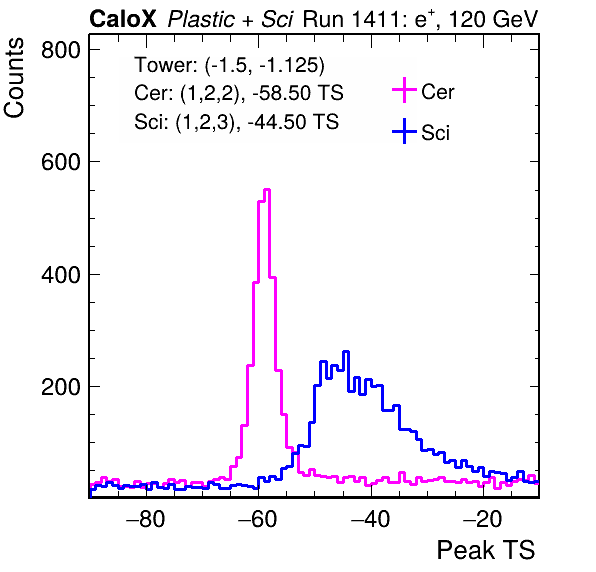 CaloX Plastic + Sci Run 1411: e+, 120 GeV
Counts
800
600
400
200
Tower: (-1.5, -1.125)
Cer: (1,2,2), -58.50 TS
Sci: (1,2,3), -44.50 TS
Cer
Sci
−80 −60 −40 −20
Peak TS